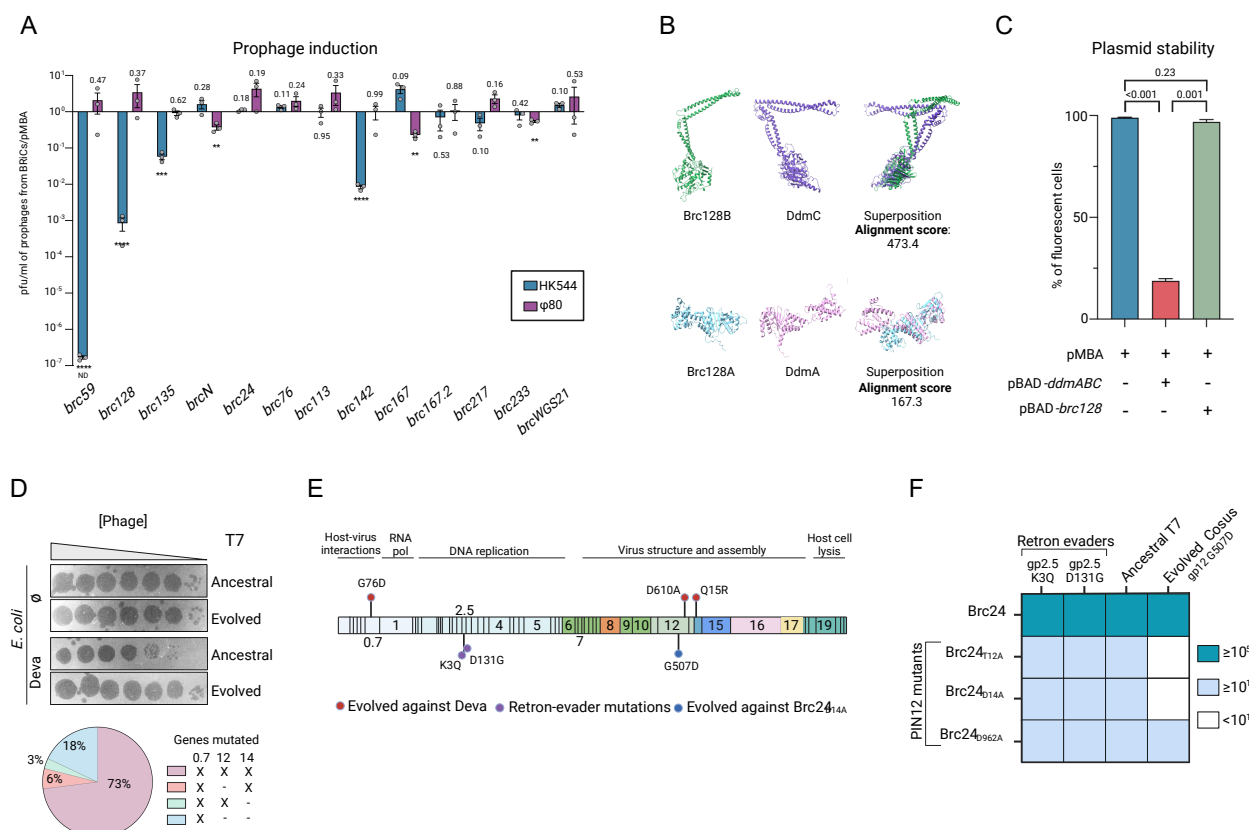 A
Prophage induction
pfu/ml of prophages from BRiCs/pMBA
10^1
10^0
10^-1
10^-2
10^-3
10^-4
10^-5
10^-6
10^-7
0.47
0.37
0.62
0.28
0.18
0.19
0.11
0.24
0.33
0.95
0.99
0.09
0.88
0.53
0.16
0.10
0.42
0.10
0.53
****
ND
****
***
**
****
**
**
HK544
φ80
brc59
brc128
brc135
brcN
brc24
brc76
brc113
brc142
brc167
brc167.2
brc217
brc233
brcWGS21
B
Brc128B
DdmC
Superposition
Alignment score:
473.4
Brc128A
DdmA
Superposition
Alignment score
167.3
C
Plasmid stability
0.23
<0.001
0.001
% of fluorescent cells
100
50
0
pMBA + + +
pBAD-ddmABC - + -
pBAD-brc128 - - +
D
[Phage]
T7
E. coli
Ø
Deva
Ancestral
Evolved
Ancestral
Evolved
18%
3%
6%
73%
Genes mutated
0.7 12 14
X X X
X - X
X X -
X - -
E
Host-virus
interactions
RNA
pol
DNA replication
Virus structure and assembly
Host cell
lysis
G76D
D610A
Q15R
2.5
1
4
5
6
8
9
10
12
15
16
17
19
0.7
7
K3Q
D131G
G507D
Evolved against Deva
Retron-evader mutations
Evolved against Brc24D14A
F
Retron evaders
gp2.5
K3Q
gp2.5
D131G
Ancestral T7
Evolved Cosus
gp12 G507D
Brc24
PIN12 mutants
Brc24T12A
Brc24D14A
Brc24D962A
≥10⁵
≥10¹
<10¹